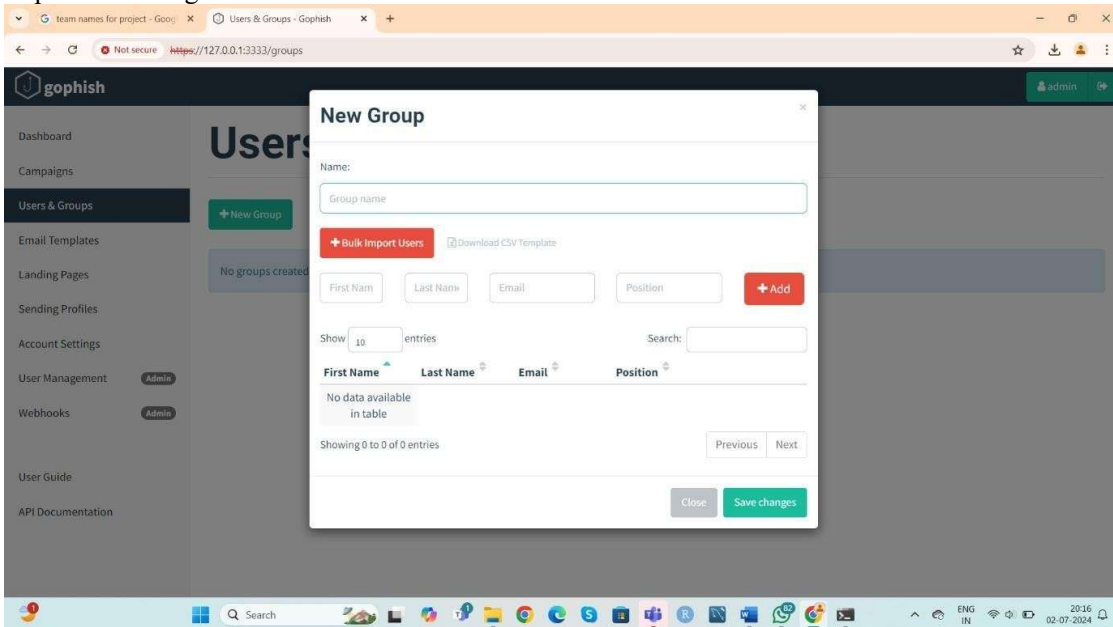 team names for project - Goog
Users & Groups - Gophish
Not secure https://127.0.0.1:3333/groups
gophish
admin
Dashboard
Campaigns
Users & Groups
Email Templates
Landing Pages
Sending Profiles
Account Settings
User Management Admin
Webhooks Admin
User Guide
API Documentation
Users
+ New Group
No groups created
New Group
Name:
Group name
+ Bulk Import Users
Download CSV Template
First Nam
Last Name
Email
Position
+ Add
Show 10 entries
Search:
First Name Last Name Email Position
No data available
in table
Showing 0 to 0 of 0 entries
Previous Next
Close
Save changes
Search
82
ENG
IN
20:16
02-07-2024